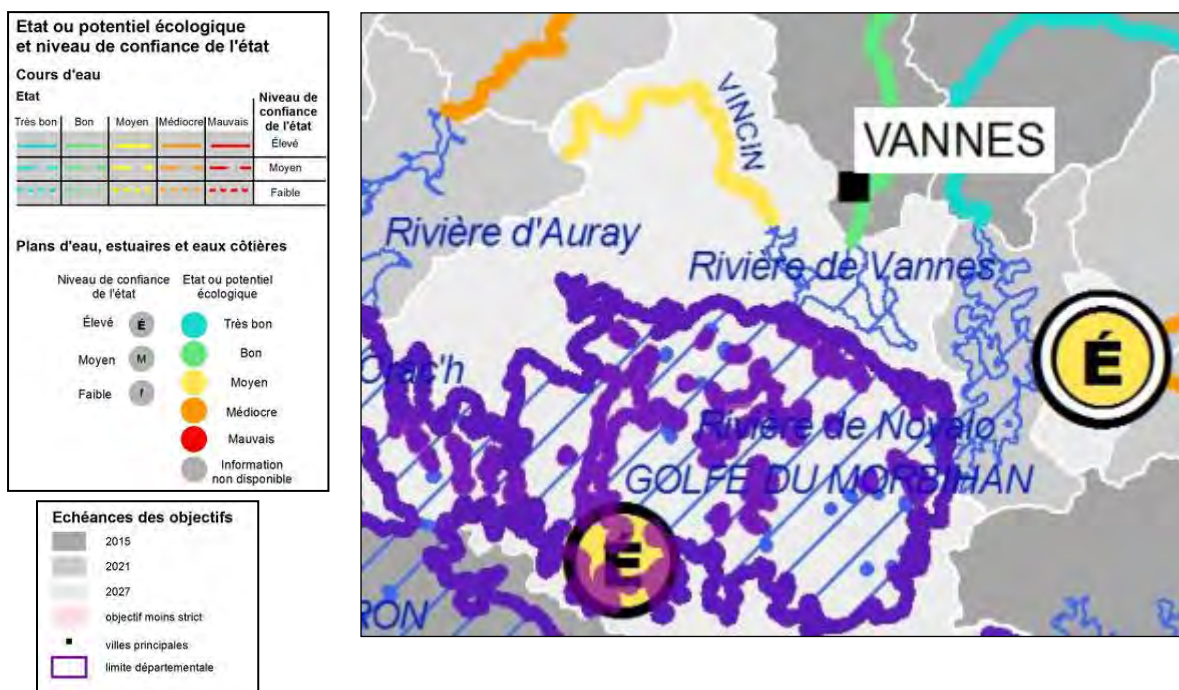 Etat ou potentiel écologique
et niveau de confiance de l'état
Cours d'eau
Etat
Niveau de
confiance
de l'état
Très bon Bon Moyen Médiocre Mauvais
Élevé
Moyen
Faible
Plans d'eau, estuaires et eaux côtières
Niveau de confiance
de l'état
Etat ou potentiel
écologique
Élevé É Très bon
Bon
Moyen M
Moyen
Faible f
Médiocre
Mauvais
Information
non disponible
Echéances des objectifs
2015
2021
2027
objectif moins strict
villes principales
limite départementale
VINCIN
VANNES
Rivière d'Auray
Rivière de Vannes
É
Crac'h
Rivière de Noyalo
GOLFE DU MORBIHAN
É
RON